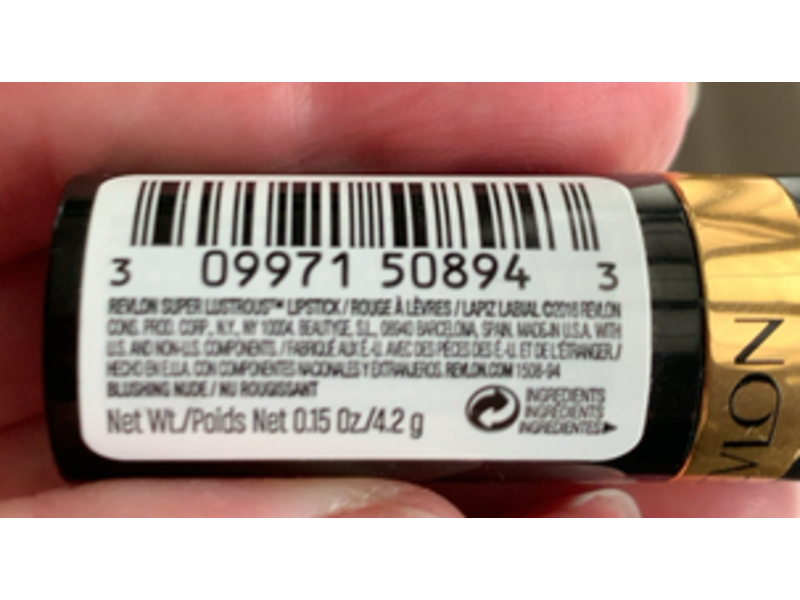 3 09971 50894 3
REVLON SUPER LUSTROUS™ LIPSTICK / ROUGE À LÈVRES / LAPIZ LABIAL ©2016 REVLON
CONS. PROD. CORP., N.Y., NY 10004. BEAUTYGE, S.L., 08640 BARCELONA, SPAIN. MADE IN U.S.A. WITH
U.S. AND NON-U.S. COMPONENTS / FABRIQUÉ AUX É.-U. AVEC DES PIÈCES DES É.-U. ET DE L'ÉTRANGER /
HECHO EN E.U.A. CON COMPONENTES NACIONALES Y EXTRANJEROS. REVLON.COM 1508-94
BLUSHING NUDE / NU ROUGISSANT
Net Wt./Poids Net 0.15 Oz./4.2 g
INGREDIENTS
INGRÉDIENTS
INGREDIENTES
VLON